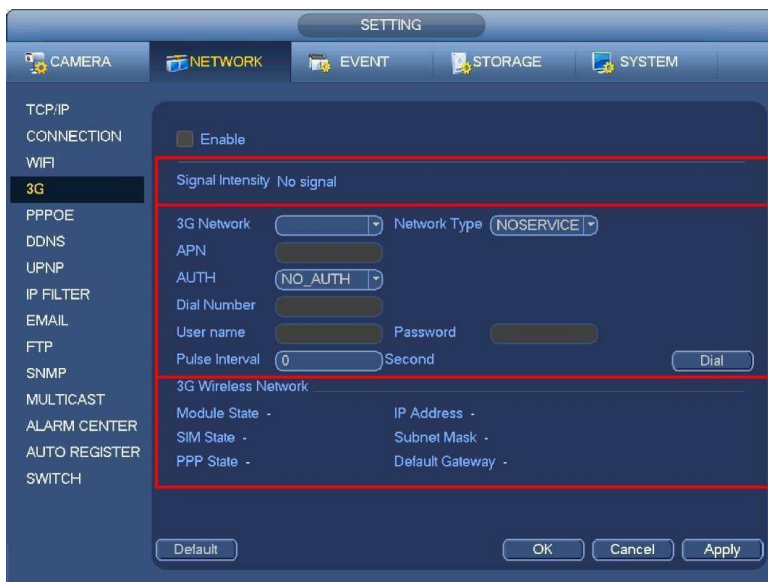 SETTING
CAMERA NETWORK EVENT STORAGE SYSTEM
TCP/IP
CONNECTION
WIFI
3G
PPPOE
DDNS
UPNP
IP FILTER
EMAIL
FTP
SNMP
MULTICAST
ALARM CENTER
AUTO REGISTER
SWITCH
Enable
Signal Intensity No signal
3G Network Network Type NOSERVICE
APN
AUTH NO_AUTH
Dial Number
User name Password
Pulse Interval 0 Second Dial
3G Wireless Network
Module State - IP Address -
SIM State - Subnet Mask -
PPP State - Default Gateway -
Default OK Cancel Apply